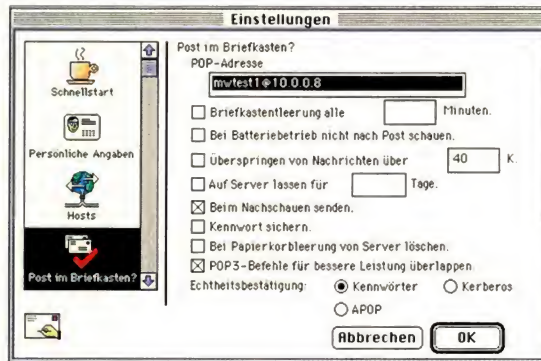 Einstellungen
Schnellstart
Persönliche Angaben
Hosts
Post im Briefkasten?
Post im Briefkasten?
POP-Adresse
mwtest1@10.0.0.8
Briefkastentleerung alle Minuten.
Bei Batteriebetrieb nicht nach Post schauen.
Überspringen von Nachrichten über 40 K.
Auf Server lassen für Tage.
Beim Nachschauen senden.
Kennwort sichern.
Bei Papierkorbleerung von Server löschen.
POP3-Befehle für bessere Leistung überlappen
Echtheitsbestätigung: Kennwörter Kerberos
APOP
Abbrechen OK